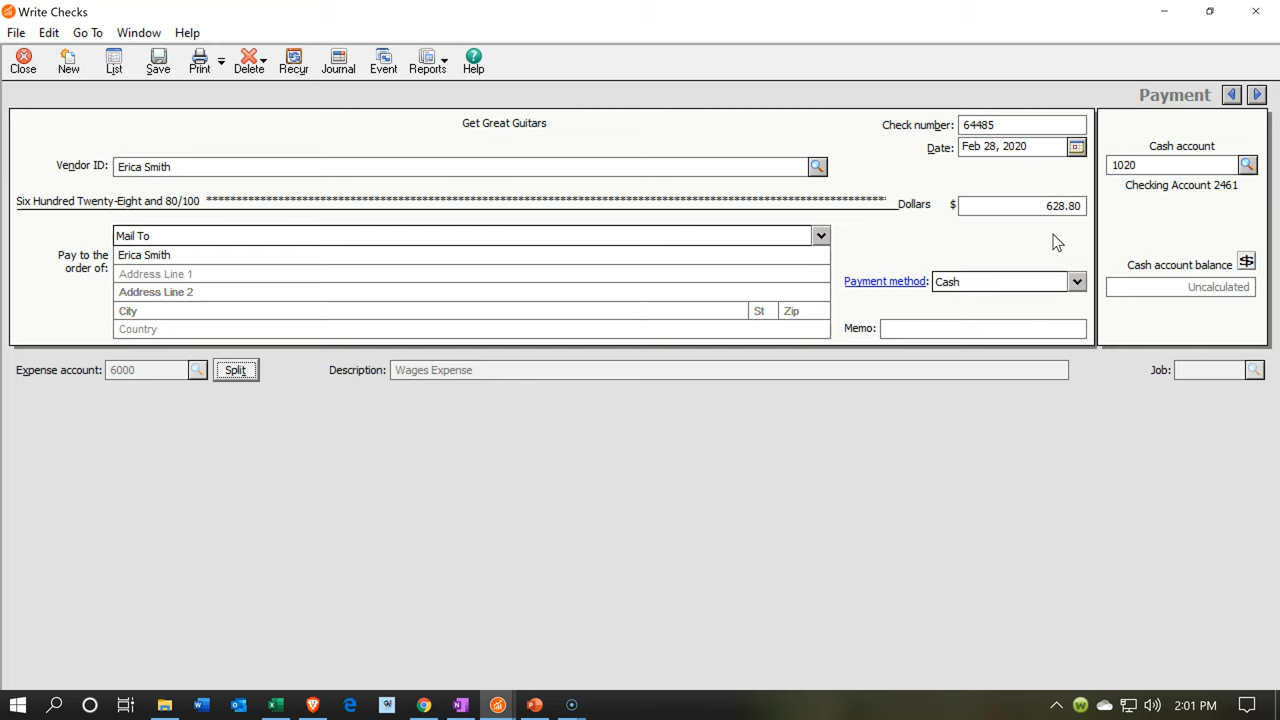 Write Checks
File Edit Go To Window Help
Close New List Save Print Delete Recur Journal Event Reports Help
Payment
Get Great Guitars
Check number: 64485
Date: Feb 28, 2020
Vendor ID: Erica Smith
Six Hundred Twenty-Eight and 80/100 ****************************************************************************************** Dollars $ 628.80
Mail To
Pay to the order of: Erica Smith
Address Line 1
Address Line 2
City St Zip
Country
Payment method: Cash
Memo:
Cash account
1020
Checking Account 2461
Cash account balance
Uncalculated
Expense account: 6000 Split Description: Wages Expense Job:
2:01 PM